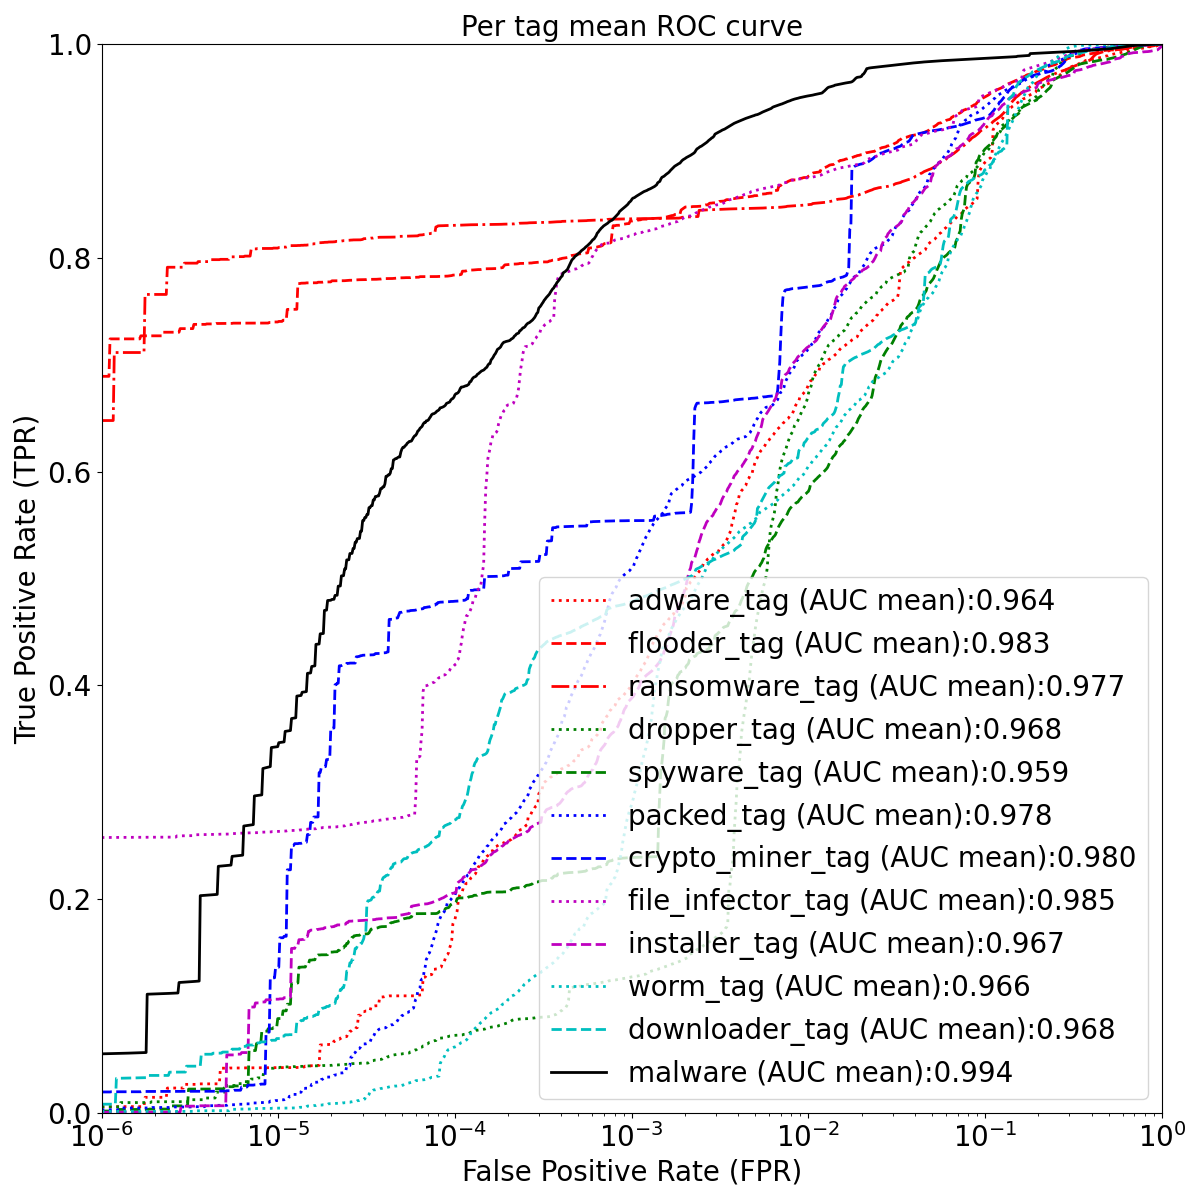 Per tag mean ROC curve
True Positive Rate (TPR)
1.0
0.8
0.6
0.4
0.2
0.0
adware_tag (AUC mean):0.964
flooder_tag (AUC mean):0.983
ransomware_tag (AUC mean):0.977
dropper_tag (AUC mean):0.968
spyware_tag (AUC mean):0.959
packed_tag (AUC mean):0.978
crypto_miner_tag (AUC mean):0.980
file_infector_tag (AUC mean):0.985
installer_tag (AUC mean):0.967
worm_tag (AUC mean):0.966
downloader_tag (AUC mean):0.968
malware (AUC mean):0.994
10⁻⁶ 10⁻⁵ 10⁻⁴ 10⁻³ 10⁻² 10⁻¹ 10⁰
False Positive Rate (FPR)